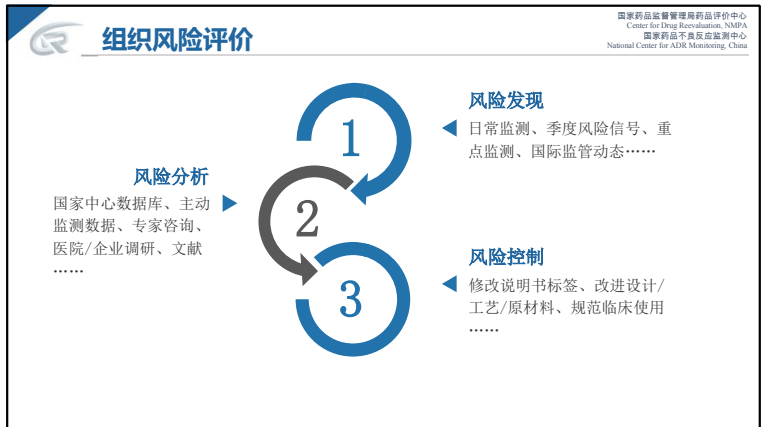 组织风险评价
国家药品监督管理局药品评价中心
Center for Drug Reevaluation, NMPA
国家药品不良反应监测中心
National Center for ADR Monitoring, China
1
风险发现
日常监测、季度风险信号、重
点监测、国际监管动态……
风险分析
国家中心数据库、主动
监测数据、专家咨询、
医院/企业调研、文献
……
2
3
风险控制
修改说明书标签、改进设计/
工艺/原材料、规范临床使用
……